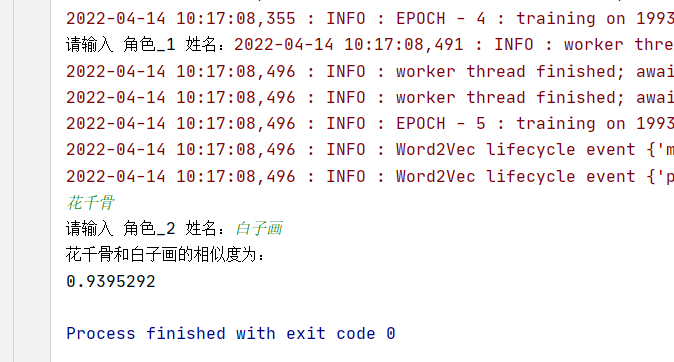 2022-04-14 10:17:08,355 : INFO : EPOCH - 4 : training on 1993
请输入 角色_1 姓名：2022-04-14 10:17:08,491 : INFO : worker thre
2022-04-14 10:17:08,496 : INFO : worker thread finished; awai
2022-04-14 10:17:08,496 : INFO : worker thread finished; awai
2022-04-14 10:17:08,496 : INFO : EPOCH - 5 : training on 1993
2022-04-14 10:17:08,496 : INFO : Word2Vec lifecycle event {'m
2022-04-14 10:17:08,496 : INFO : Word2Vec lifecycle event {'p
花千骨
请输入 角色_2 姓名：白子画
花千骨和白子画的相似度为：
0.9395292
Process finished with exit code 0